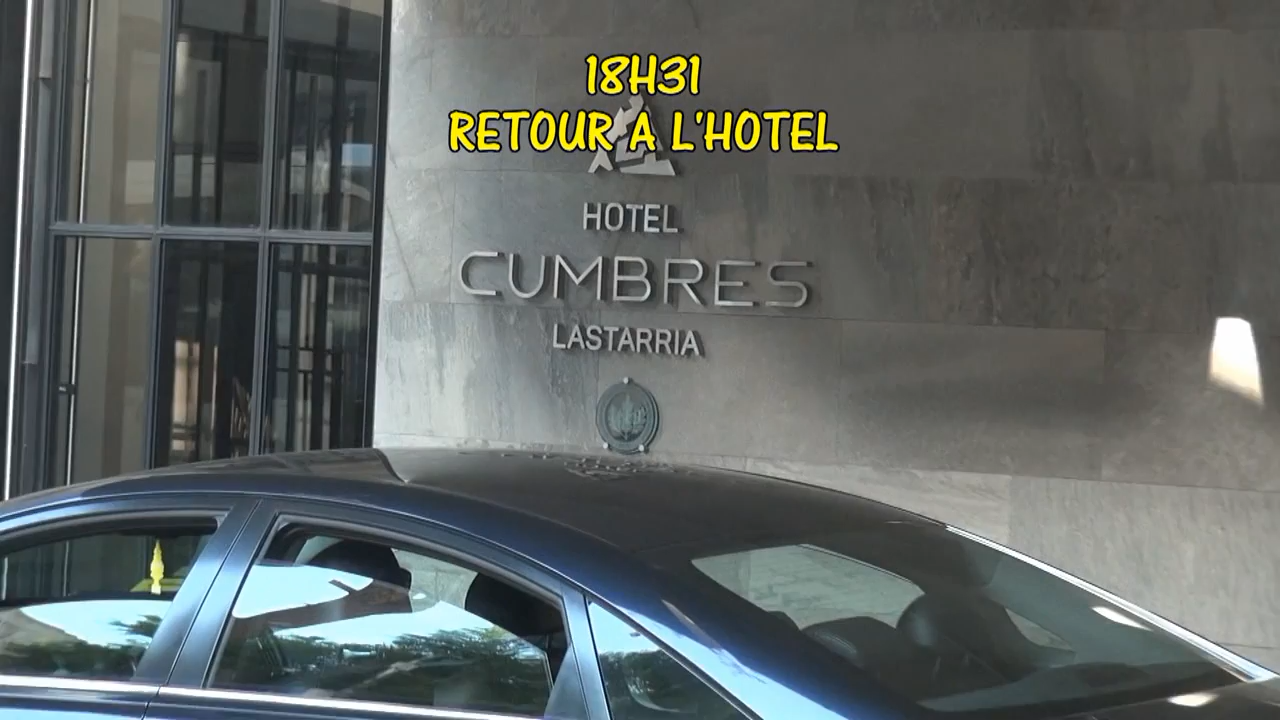 18H31
RETOUR A L'HOTEL
HOTEL
CUMBRES
LASTARRIA